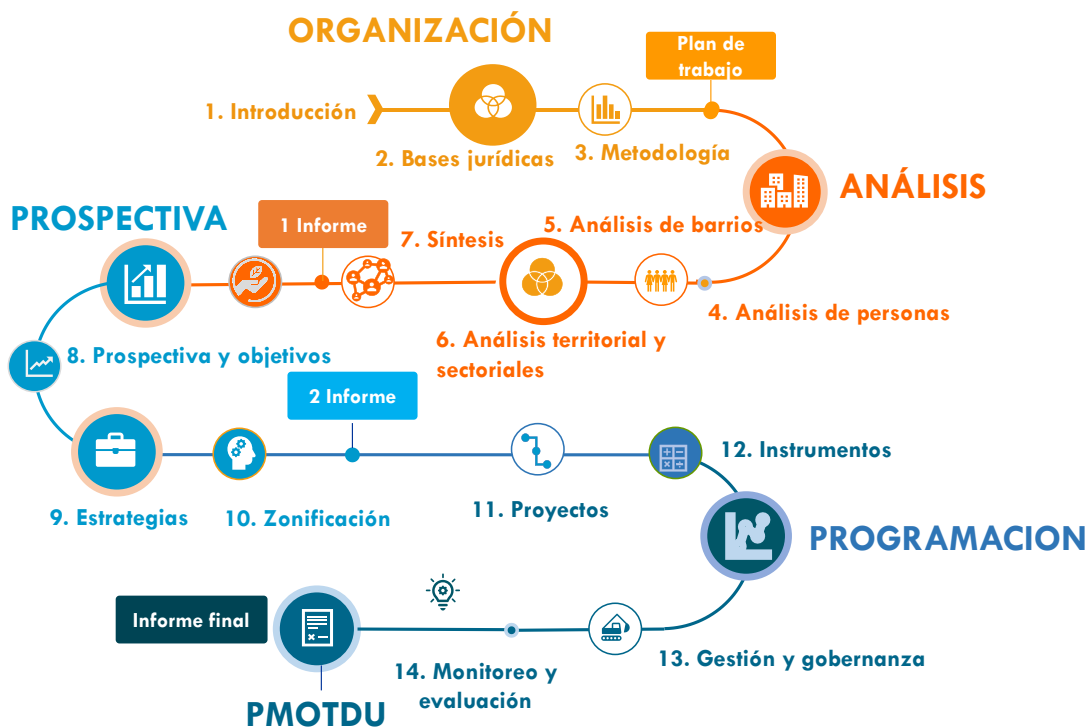 ORGANIZACIÓN
Plan de
trabajo
1. Introducción
2. Bases jurídicas
3. Metodología
ANÁLISIS
PROSPECTIVA
1 Informe
7. Síntesis
5. Análisis de barrios
4. Análisis de personas
6. Análisis territorial y
sectoriales
8. Prospectiva y objetivos
2 Informe
9. Estrategias
10. Zonificación
11. Proyectos
12. Instrumentos
PROGRAMACION
Informe final
14. Monitoreo y
evaluación
13. Gestión y gobernanza
PMOTDU